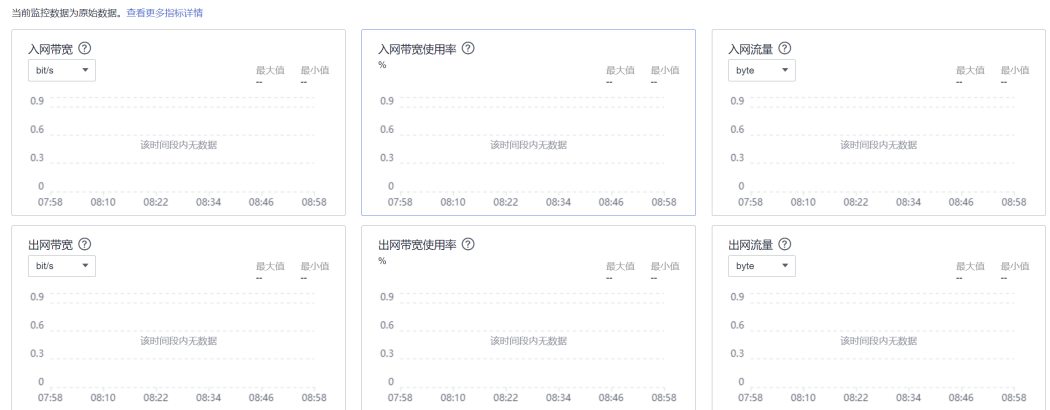 当前监控数据为原始数据。查看更多指标详情
入网带宽 ?
bit/s
最大值 最小值
-- --
0.9
0.6
该时间段内无数据
0.3
0
07:58 08:10 08:22 08:34 08:46 08:58
入网带宽使用率 ?
%
最大值 最小值
-- --
0.9
0.6
该时间段内无数据
0.3
0
07:58 08:10 08:22 08:34 08:46 08:58
入网流量 ?
byte
最大值 最小值
-- --
0.9
0.6
该时间段内无数据
0.3
0
07:58 08:10 08:22 08:34 08:46 08:58
出网带宽 ?
bit/s
最大值 最小值
-- --
0.9
0.6
该时间段内无数据
0.3
0
07:58 08:10 08:22 08:34 08:46 08:58
出网带宽使用率 ?
%
最大值 最小值
-- --
0.9
0.6
该时间段内无数据
0.3
0
07:58 08:10 08:22 08:34 08:46 08:58
出网流量 ?
byte
最大值 最小值
-- --
0.9
0.6
该时间段内无数据
0.3
0
07:58 08:10 08:22 08:34 08:46 08:58